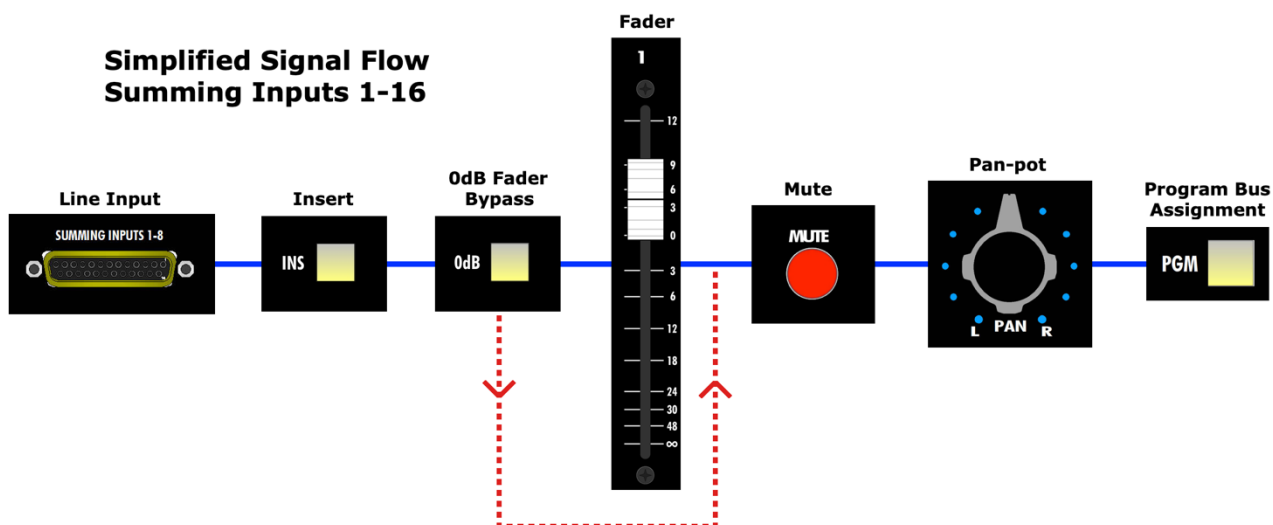 Simplified Signal Flow
Summing Inputs 1-16
Line Input
SUMMING INPUTS 1-8
Insert
INS
0dB Fader
Bypass
0dB
Fader
1
12
9
6
3
0
3
6
12
18
24
30
48
∞
Mute
MUTE
Pan-pot
L PAN R
Program Bus
Assignment
PGM